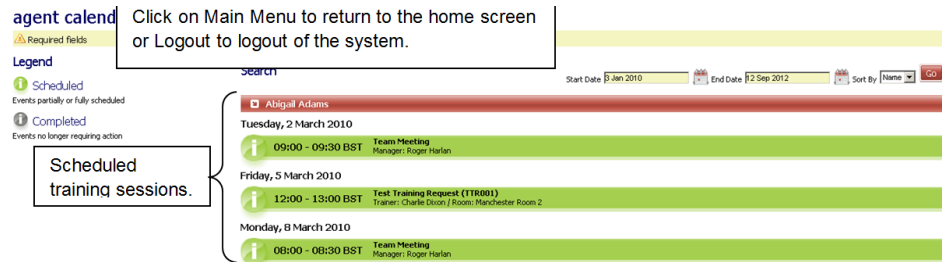 agent calend
Click on Main Menu to return to the home screen
or Logout to logout of the system.
Required fields
Legend
Scheduled
Events partially or fully scheduled
Completed
Events no longer requiring action
Scheduled
training sessions.
Search
Start Date 3 Jan 2010 End Date 12 Sep 2012 Sort By Name Go
Abigail Adams
Tuesday, 2 March 2010
09:00 - 09:30 BST Team Meeting
Manager: Roger Harlan
Friday, 5 March 2010
12:00 - 13:00 BST Test Training Request (TTR001)
Trainer: Charlie Dixon / Room: Manchester Room 2
Monday, 8 March 2010
08:00 - 08:30 BST Team Meeting
Manager: Roger Harlan